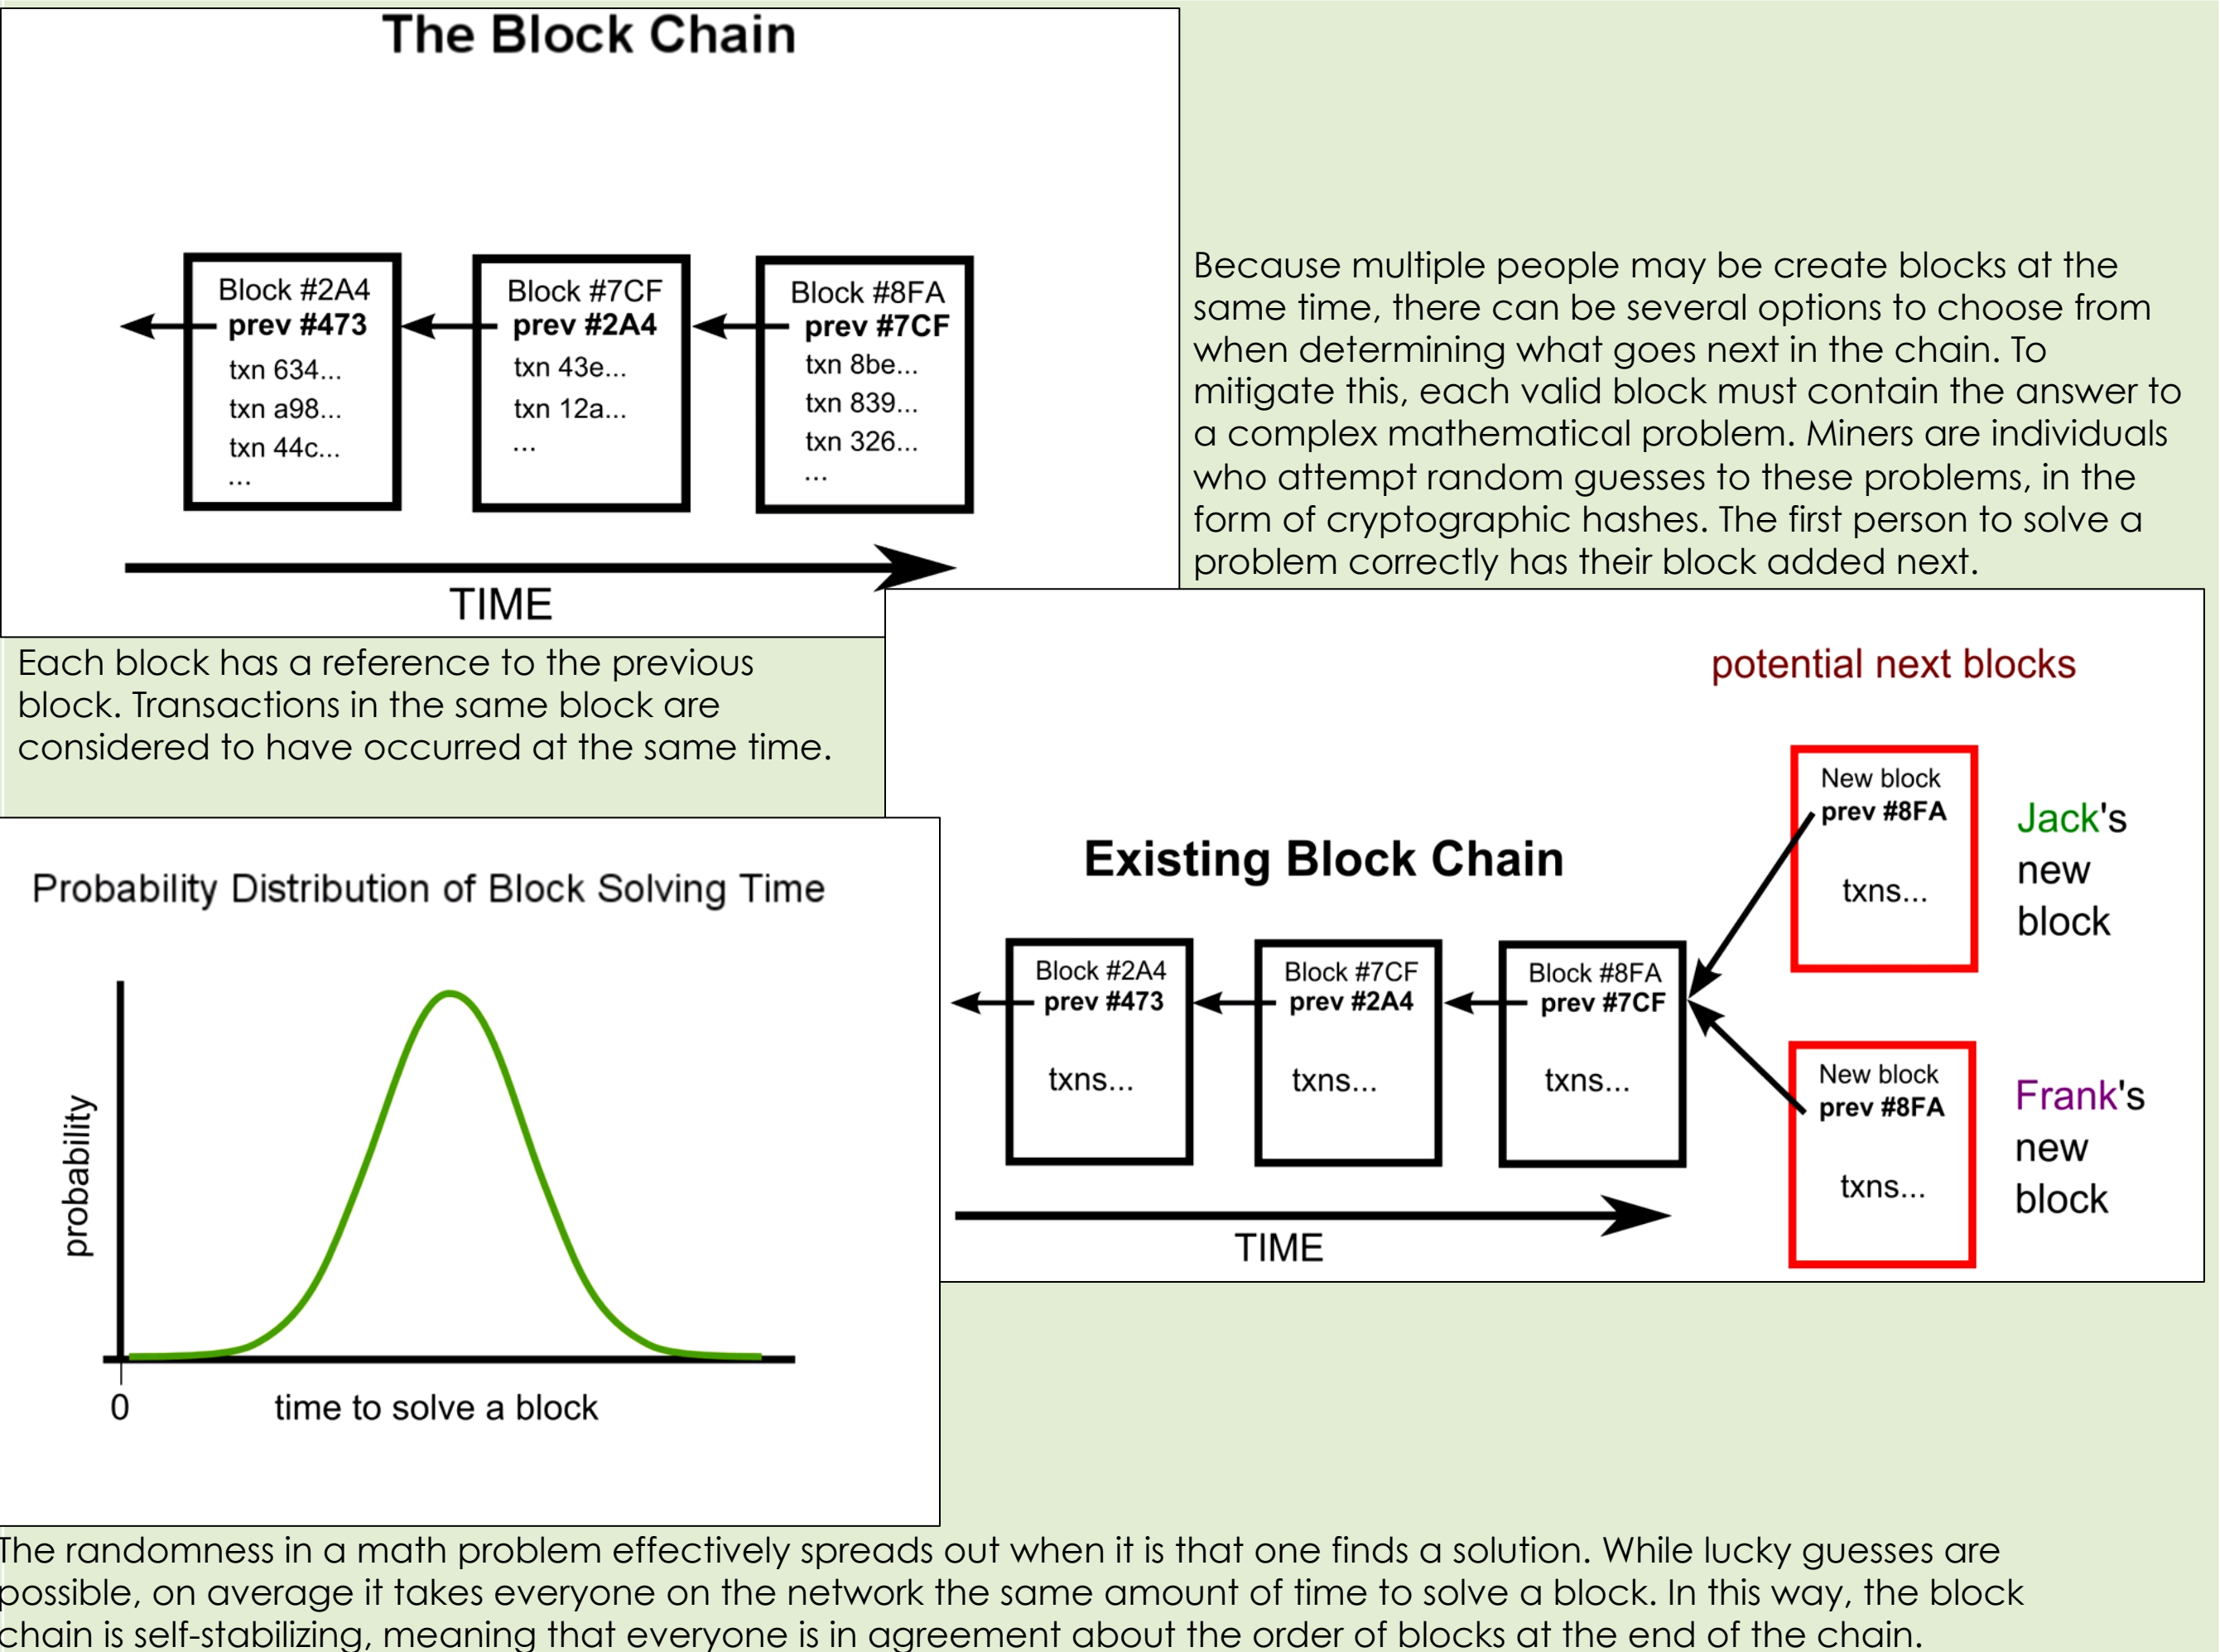 The Block Chain
Block #2A4
prev #473
txn 634...
txn a98...
txn 44c...
...
Block #7CF
prev #2A4
txn 43e...
txn 12a...
...
Block #8FA
prev #7CF
txn 8be...
txn 839...
txn 326...
...
TIME
Because multiple people may be create blocks at the
same time, there can be several options to choose from
when determining what goes next in the chain. To
mitigate this, each valid block must contain the answer to
a complex mathematical problem. Miners are individuals
who attempt random guesses to these problems, in the
form of cryptographic hashes. The first person to solve a
problem correctly has their block added next.
Each block has a reference to the previous
block. Transactions in the same block are
considered to have occurred at the same time.
potential next blocks
New block
prev #8FA
txns...
Jack's
new
block
Existing Block Chain
Block #2A4
prev #473
txns...
Block #7CF
prev #2A4
txns...
Block #8FA
prev #7CF
txns...
New block
prev #8FA
txns...
Frank's
new
block
TIME
Probability Distribution of Block Solving Time
probability
0
time to solve a block
The randomness in a math problem effectively spreads out when it is that one finds a solution. While lucky guesses are
possible, on average it takes everyone on the network the same amount of time to solve a block. In this way, the block
chain is self-stabilizing, meaning that everyone is in agreement about the order of blocks at the end of the chain.